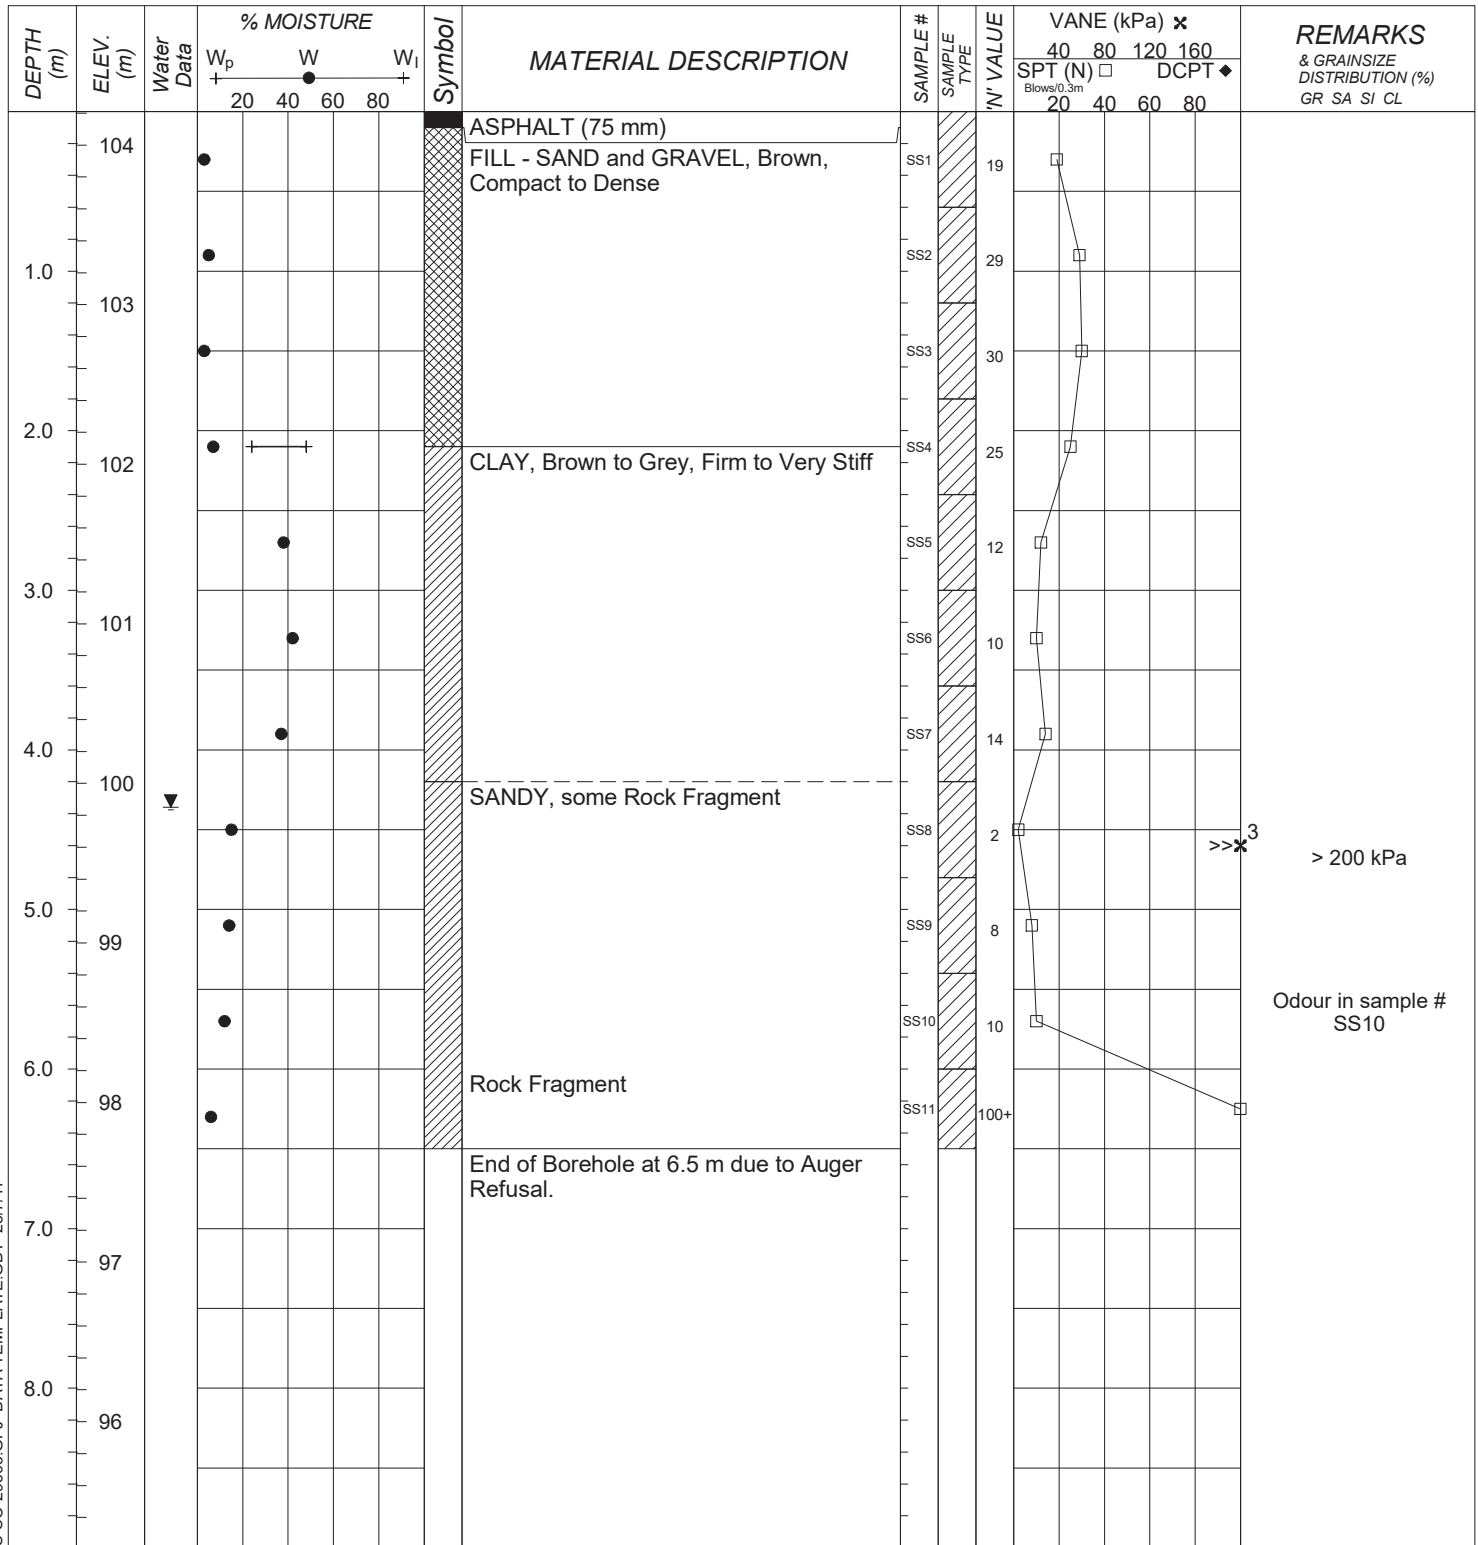 DEPTH (m)
ELEV. (m)
Water Data
% MOISTURE
Wp W Wl
20 40 60 80
Symbol
MATERIAL DESCRIPTION
SAMPLE #
SAMPLE TYPE
'N' VALUE
VANE (kPa)
40 80 120 160
SPT (N) DCPT
Blows/0.3m
20 40 60 80
REMARKS
& GRAINSIZE
DISTRIBUTION (%)
GR SA SI CL
ASPHALT (75 mm)
104
FILL - SAND and GRAVEL, Brown,
Compact to Dense
SS1 19
SS2 29
1.0
103
SS3 30
2.0
SS4 25
102
CLAY, Brown to Grey, Firm to Very Stiff
SS5 12
3.0
101
SS6 10
SS7 14
4.0
100
SANDY, some Rock Fragment
SS8 2
3
>>
> 200 kPa
5.0
SS9 8
99
Odour in sample #
SS10
SS10 10
6.0
Rock Fragment
98
SS11 100+
End of Borehole at 6.5 m due to Auger
Refusal.
7.0
97
8.0
96